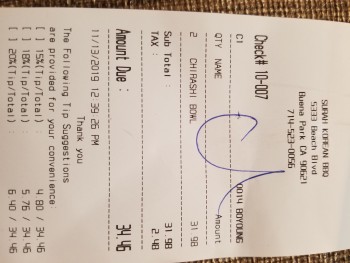 SURAH KOREAN BBQ
5333 Beach Blvd
Buena Park CA 90621
714-523-0056
Check# 10-007
C1 0014 BOYOUNG
QTY NAME Amount
2 CHIRASHI BOWL 31.98
Sub Total : 31.98
TAX : 2.48
Amount Due : 34.46
11/13/2019 12:39:26 PM
Thank you
The Following Tip Suggestions
are provided for your convenience
[ ] 15%(Tip/Total) : 4.80 / 34.46
[ ] 18%(Tip/Total) : 5.76 / 34.46
[ ] 20%(Tip/Total) : 6.40 / 34.46